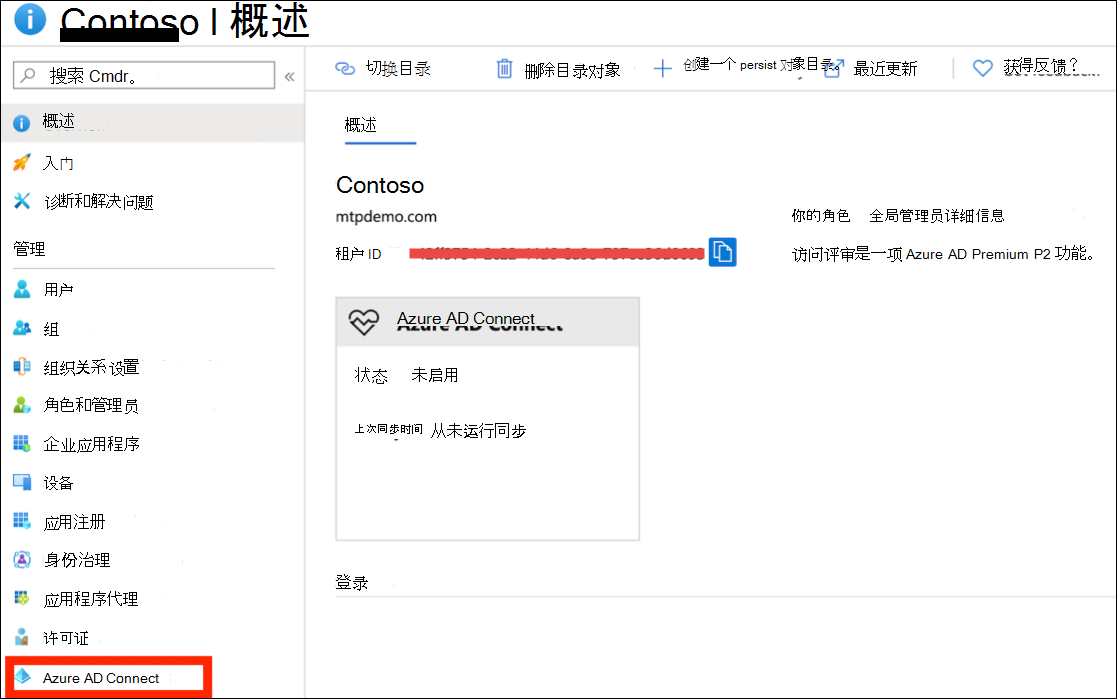 Contoso | 概述
搜索 Cmdr。
«
切换目录
删除目录对象
创建一个 persist 对象目录。
最近更新
获得反馈？
概述
入门
诊断和解决问题
管理
用户
组
组织关系设置
角色和管理员
企业应用程序
设备
应用注册
身份治理
应用程序代理
许可证
Azure AD Connect
概述
Contoso
mtpdemo.com
租户 ID
你的角色 全局管理员详细信息
访问评审是一项 Azure AD Premium P2 功能。
Azure AD Connect
状态 未启用
上次同步时间 从未运行同步
登录